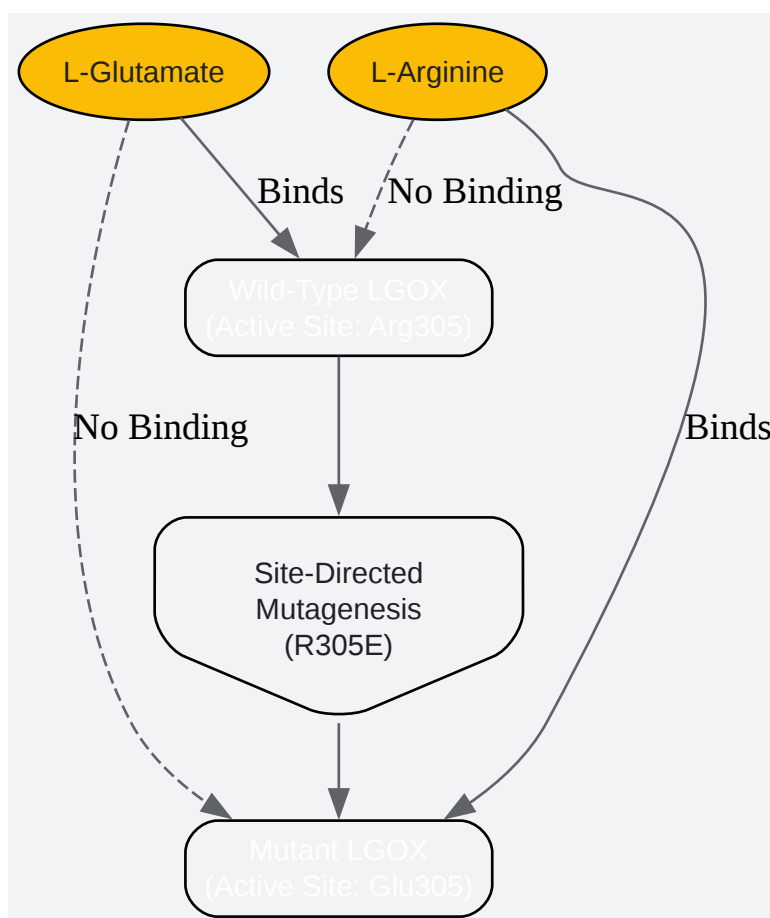 L-Glutamate
L-Arginine
Binds
No Binding
Wild-Type LGOX
(Active Site: Arg305)
No Binding
Binds
Site-Directed
Mutagenesis
(R305E)
Mutant LGOX
(Active Site: Glu305)